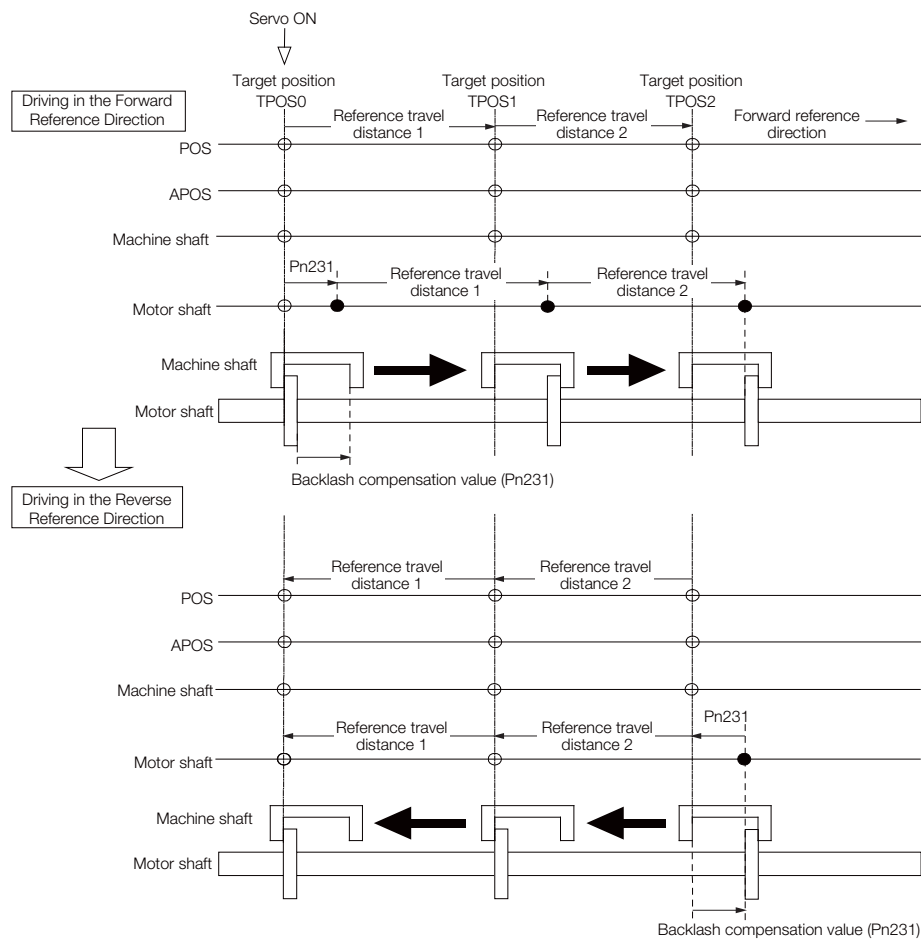 Servo ON
Target position
TPOS0
Target position
TPOS1
Target position
TPOS2
Driving in the Forward
Reference Direction
Reference travel
distance 1
Reference travel
distance 2
Forward reference
direction
POS
APOS
Machine shaft
Pn231
Reference travel
distance 1
Reference travel
distance 2
Motor shaft
Machine shaft
Motor shaft
Backlash compensation value (Pn231)
Driving in the Reverse
Reference Direction
Reference travel
distance 1
Reference travel
distance 2
POS
APOS
Machine shaft
Reference travel
distance 1
Reference travel
distance 2
Pn231
Motor shaft
Machine shaft
Motor shaft
Backlash compensation value (Pn231)